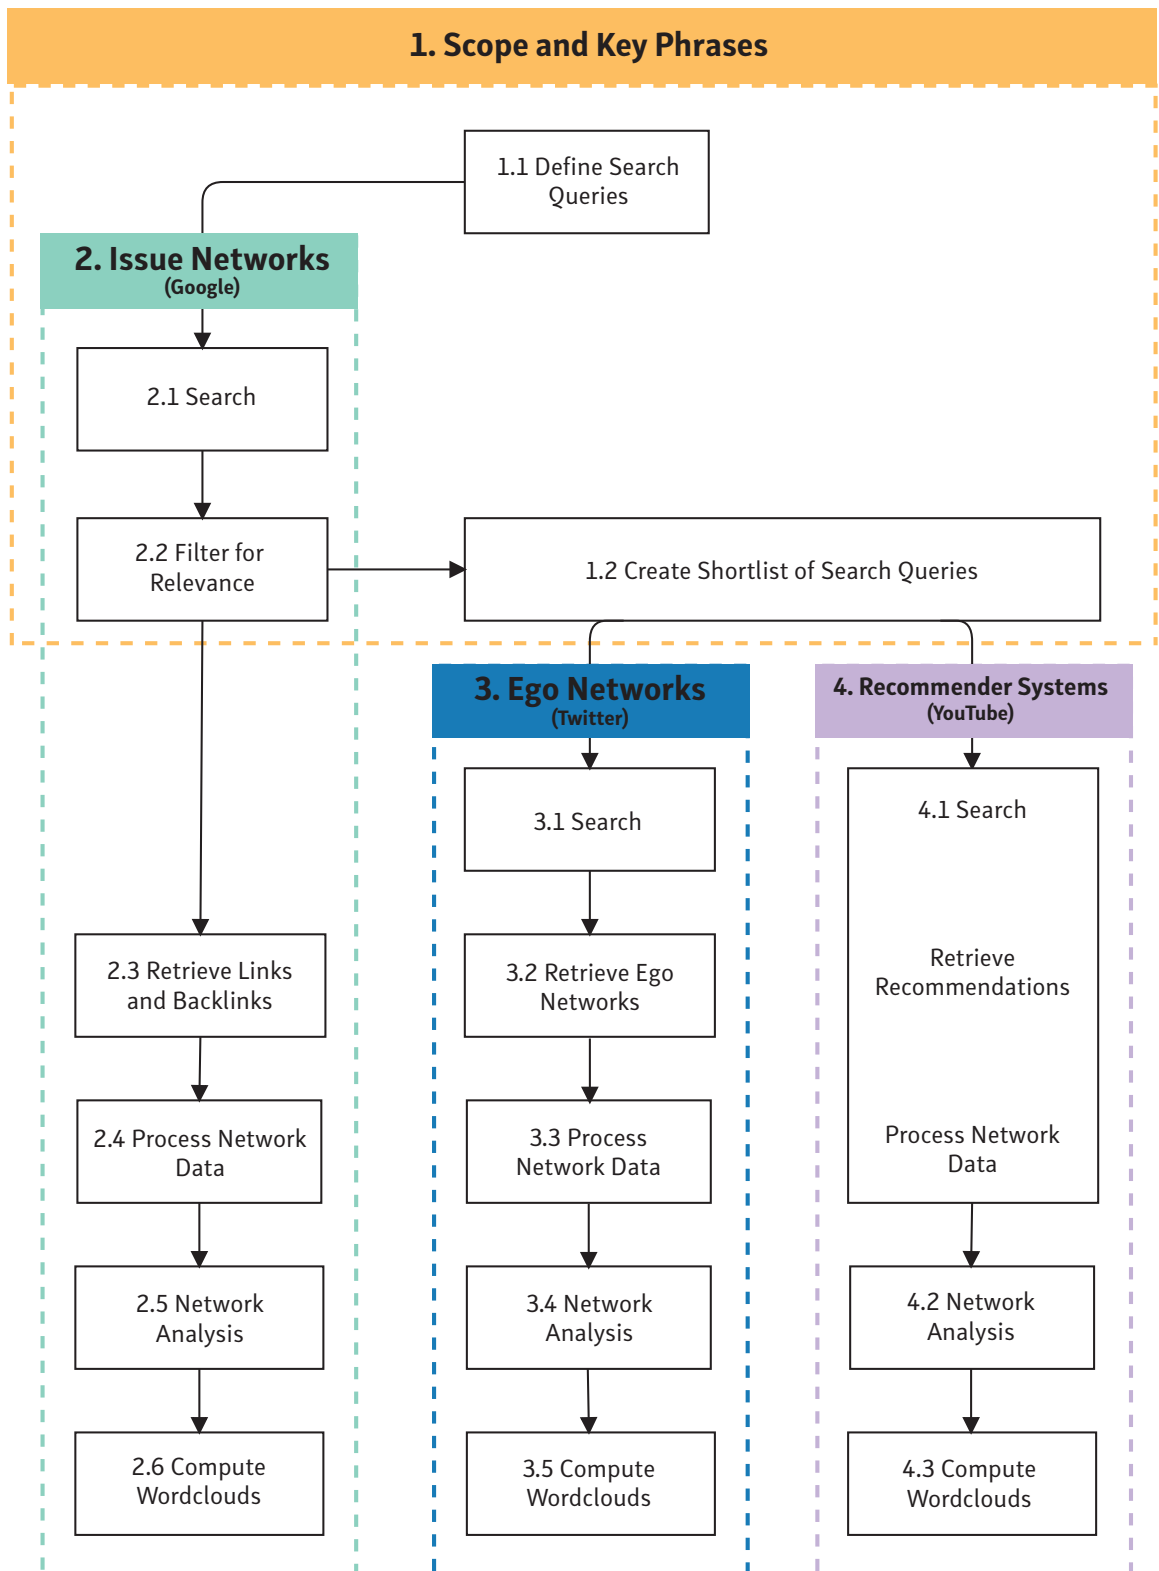 1. Scope and Key Phrases
1.1 Define Search
Queries
2. Issue Networks
(Google)
2.1 Search
2.2 Filter for
Relevance
1.2 Create Shortlist of Search Queries
3. Ego Networks
(Twitter)
4. Recommender Systems
(YouTube)
3.1 Search
4.1 Search
2.3 Retrieve Links
and Backlinks
3.2 Retrieve Ego
Networks
Retrieve
Recommendations
2.4 Process Network
Data
3.3 Process
Network Data
Process Network
Data
2.5 Network
Analysis
3.4 Network
Analysis
4.2 Network
Analysis
2.6 Compute
Wordclouds
3.5 Compute
Wordclouds
4.3 Compute
Wordclouds